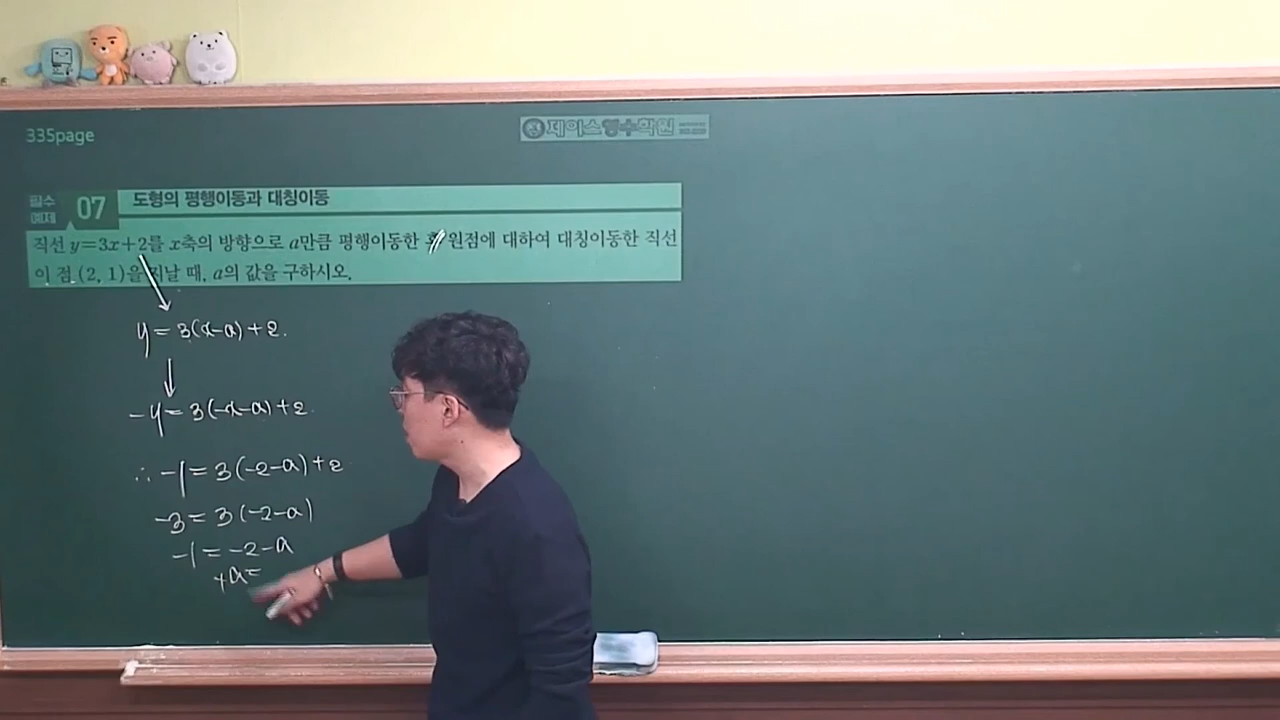 335page
제이스영수학원
필수 예제 07 도형의 평행이동과 대칭이동
직선 y=3x+2를 x축의 방향으로 a만큼 평행이동한 후 원점에 대하여 대칭이동한 직선
이 점 (2, 1)을 지날 때, a의 값을 구하시오.
y = 3(x-a)+2.
-y = 3(-x-a)+2.
∴ -1 = 3(-2-a)+2
-3 = 3(-2-a)
-1 = -2-a
+a=